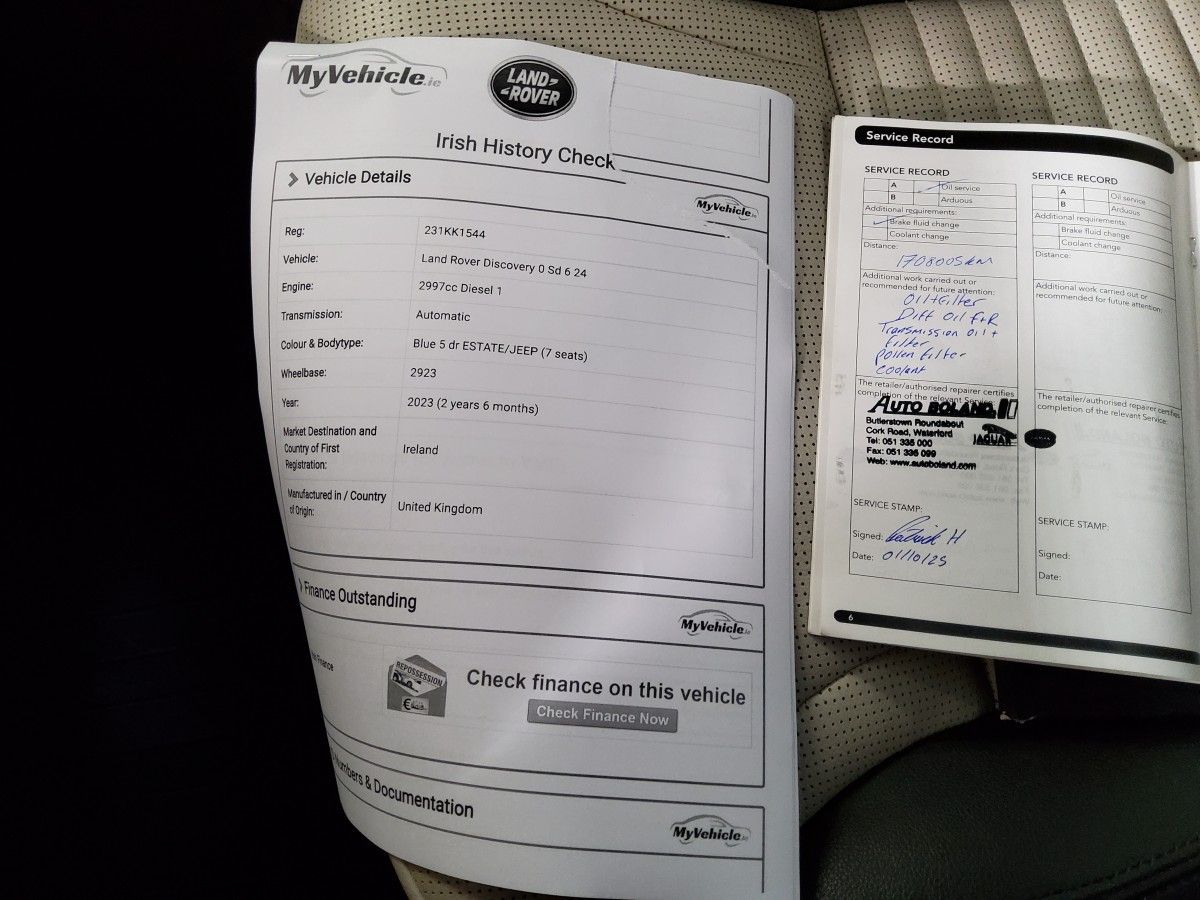 MyVehicle.ie
LAND ROVER
Irish History Check
Vehicle Details
MyVehicle.ie
Reg: 231KK1544
Vehicle: Land Rover Discovery 0 Sd 6 24
Engine: 2997cc Diesel 1
Transmission: Automatic
Colour & Bodytype: Blue 5 dr ESTATE/JEEP (7 seats)
Wheelbase: 2923
Year: 2023 (2 years 6 months)
Market Destination and
Country of First
Registration: Ireland
Manufactured in / Country
of Origin: United Kingdom
Finance Outstanding
MyVehicle.ie
Finance
REPOSSESSION
Check finance on this vehicle
Check Finance Now
Numbers & Documentation
MyVehicle.ie
Service Record
SERVICE RECORD
A Oil service
B Arduous
Additional requirements:
Brake fluid change
Coolant change
Distance:
170800Skm
Additional work carried out or
recommended for future attention:
Oil+Filter
Diff Oil F+R
Transmission oil +
filter
pollen filter
coolant
The retailer/authorised repairer certifies
completion of the relevant Service
AUTO BOLAND
Butlerstown Roundabout
Cork Road, Waterford
Tel: 051 335 000
Fax: 051 335 099
Web: www.autoboland.com
JAGUAR
SERVICE STAMP:
Signed: H
Date: 01/10/25
6
SERVICE RECORD
A Oil service
B Arduous
Additional requirements:
Brake fluid change
Coolant change
Distance:
Additional work carried out or
recommended for future attention:
The retailer/authorised repairer certifies
completion of the relevant Service:
SERVICE STAMP:
Signed:
Date: